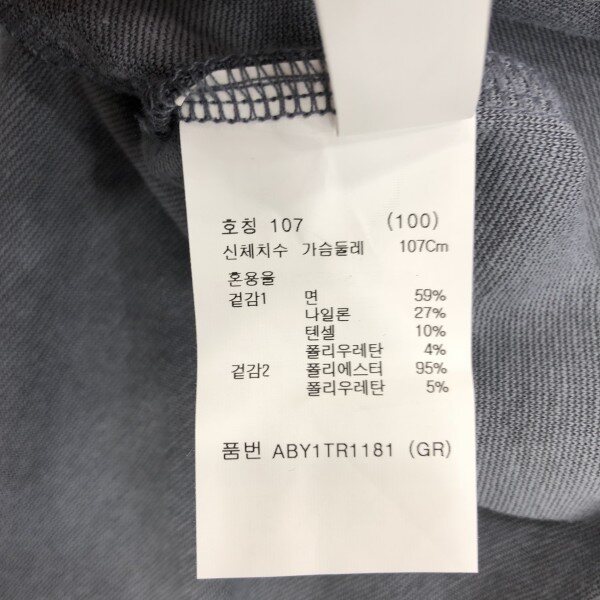 호칭 107 (100)
신체치수 가슴둘레 107Cm
혼용율
겉감1 면 59%
나일론 27%
텐셀 10%
폴리우레탄 4%
겉감2 폴리에스터 95%
폴리우레탄 5%
품번 ABY1TR1181 (GR)